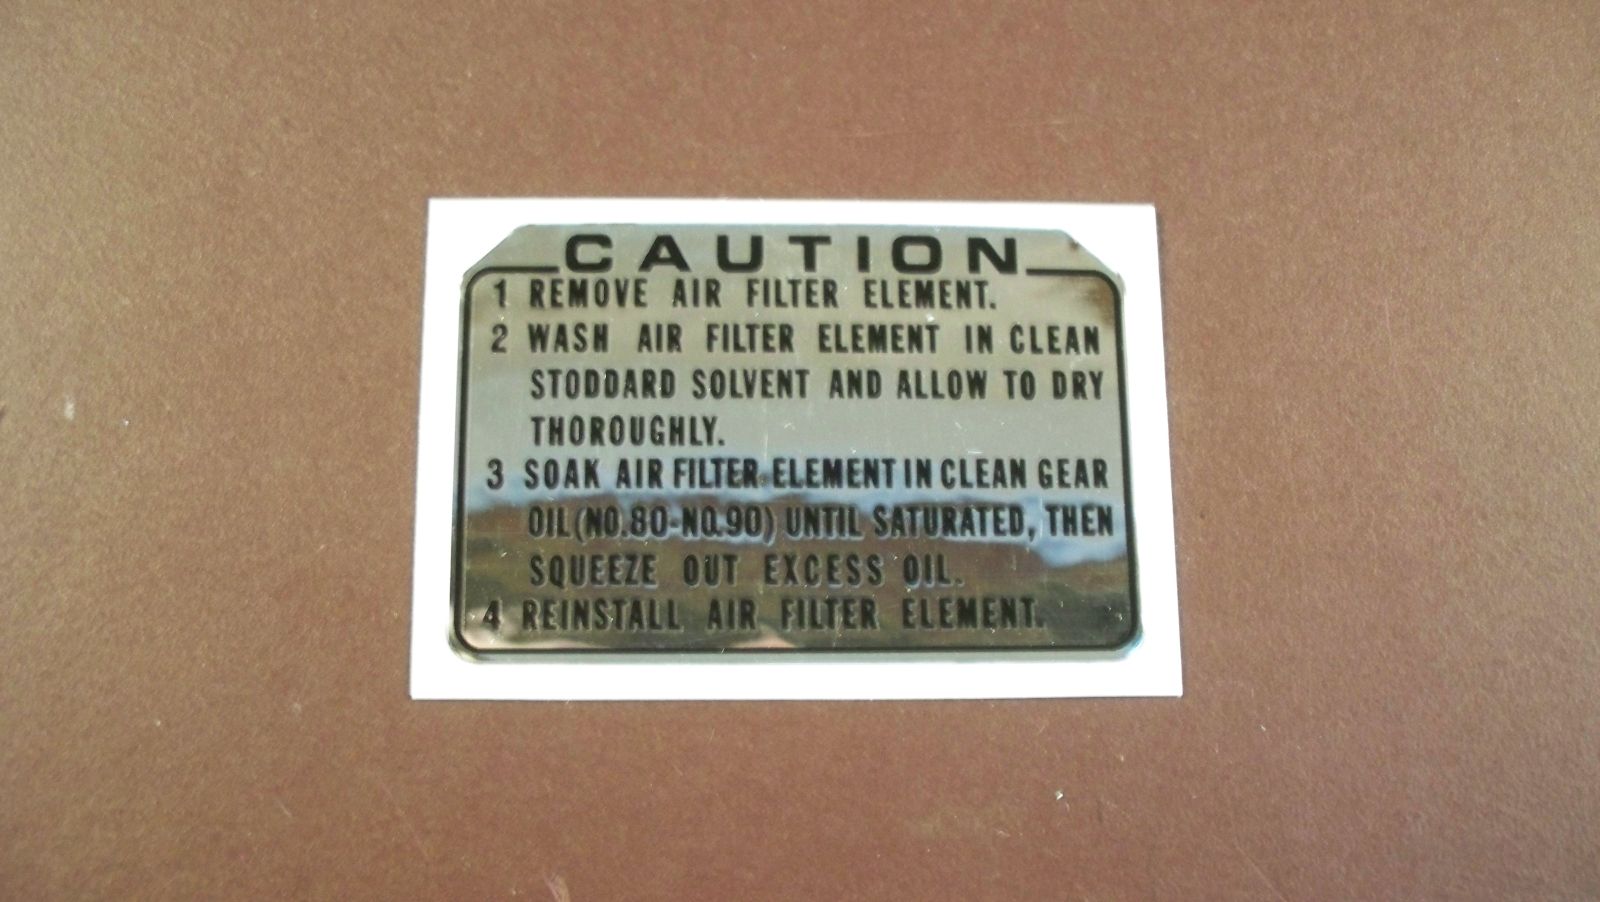 CAUTION
1 REMOVE AIR FILTER ELEMENT.
2 WASH AIR FILTER ELEMENT IN CLEAN
STODDARD SOLVENT AND ALLOW TO DRY
THOROUGHLY.
3 SOAK AIR FILTER ELEMENT IN CLEAN GEAR
OIL(NO.80-NO.90) UNTIL SATURATED, THEN
SQUEEZE OUT EXCESS OIL.
4 REINSTALL AIR FILTER ELEMENT.